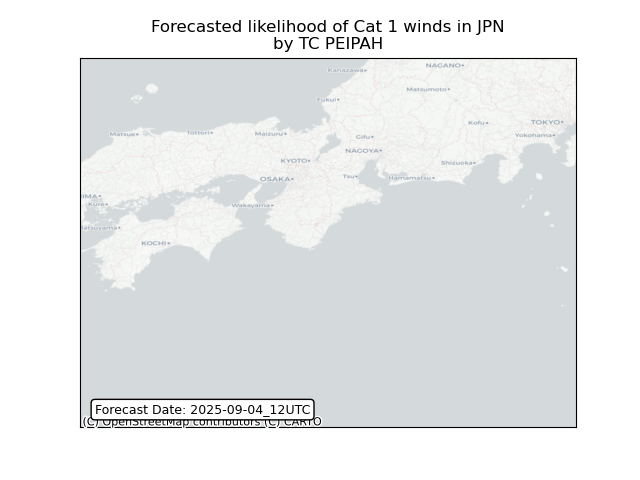 Forecasted likelihood of Cat 1 winds in JPN
by TC PEIPAH
NAGANO
Kanazawa
Matsumoto
Fukui
Kofu
TOKYO
Matsue
Tottori
Maizuru
Gifu
Yokohama
NAGOYA
KYOTO
Shizuoka
OSAKA
Tsu
Hamamatsu
IMA
Kure
Wakayama
atsuyama
KOCHI
Forecast Date: 2025-09-04_12UTC
(C) OpenStreetMap contributors (C) CARTO